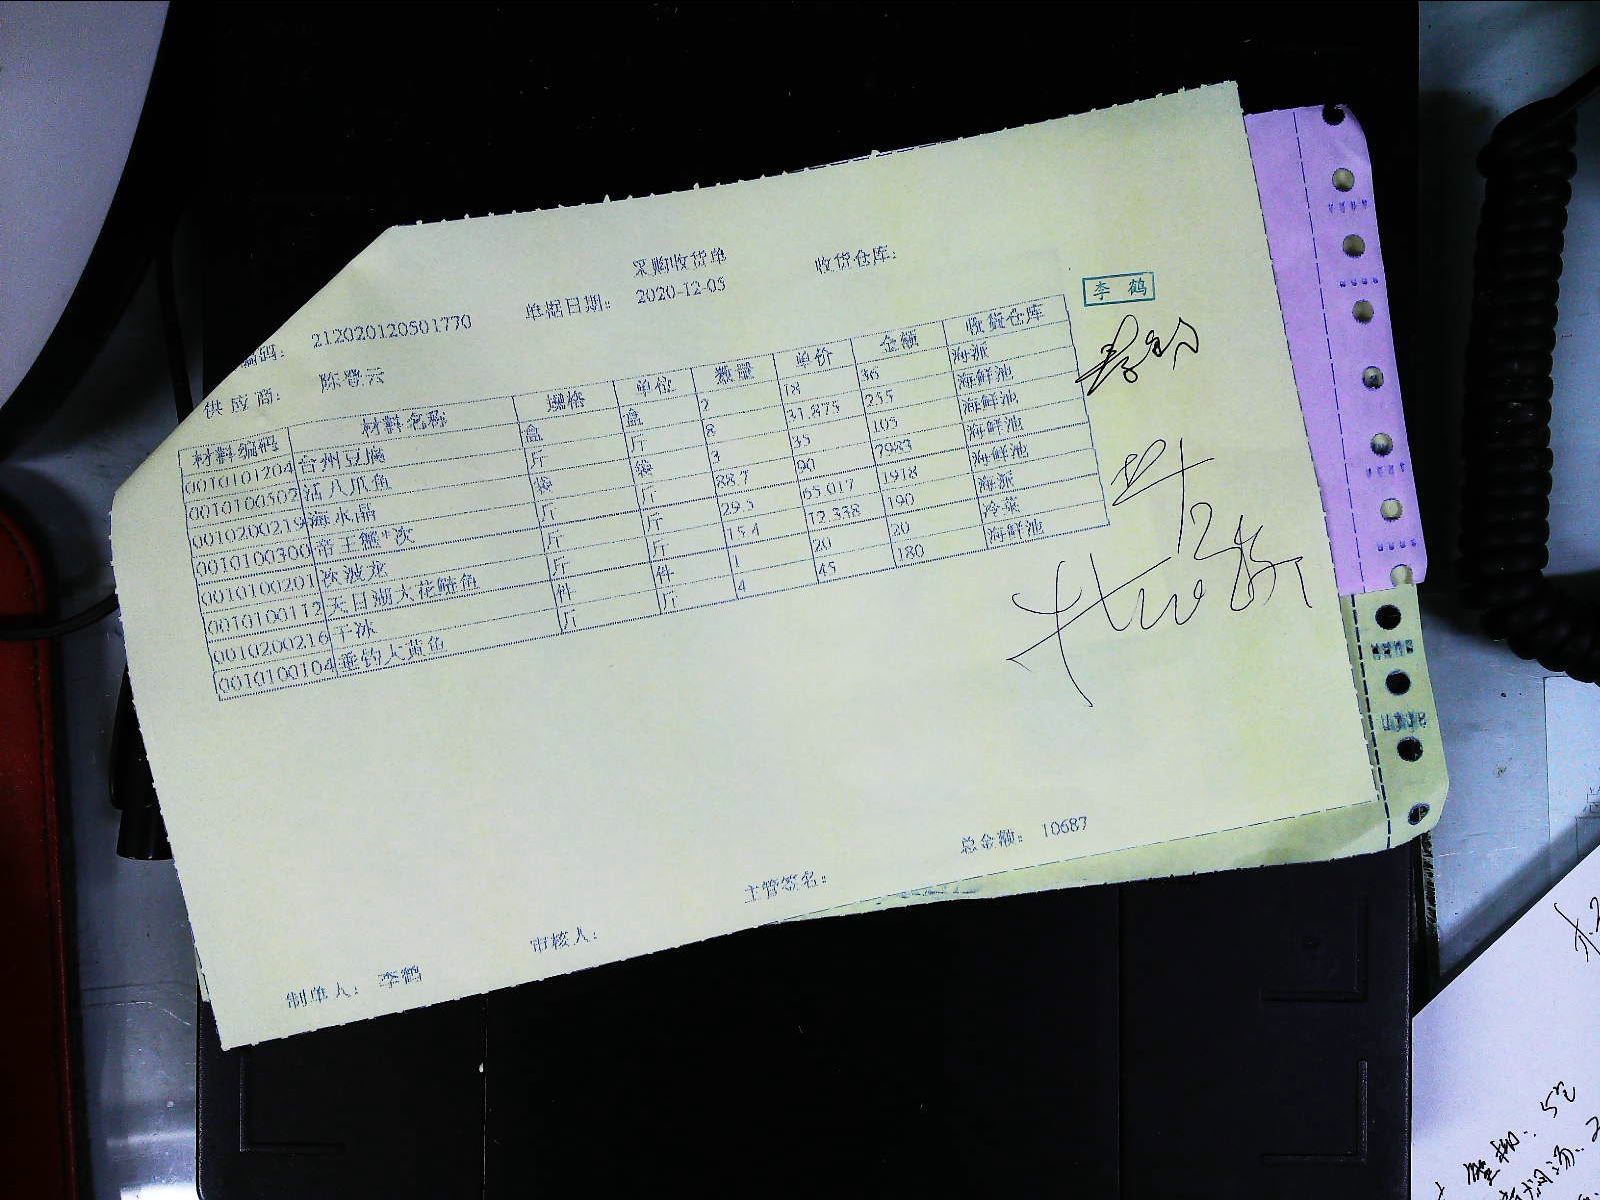 采购收货单
收货仓库:
编码: 212020120501770
单据日期: 2020-12-05
供应商: 陈登云
李鹤
材料编码 材料名称 规格 单位 数量 单价 金额 收货仓库
0010101204 台州豆腐 盒 盒 2 18 36 海派
0010100502 活八爪鱼 斤 斤 8 31.875 255 海鲜池
0010200219 海水晶 袋 袋 3 35 105 海鲜池
0010100300 帝王蟹*次 斤 斤 88.7 90 7983 海鲜池
0010100201 次波龙 斤 斤 29.5 65.017 1918 海鲜池
0010100112 天目湖大花鲢鱼 斤 斤 15.4 12.338 190 海派
0010200216 干冰 件 件 1 20 20 冷菜
0010100104 垂钓大黄鱼 斤 斤 4 45 180 海鲜池
总金额: 10687
主管签名:
审核人:
制单人: 李鹤